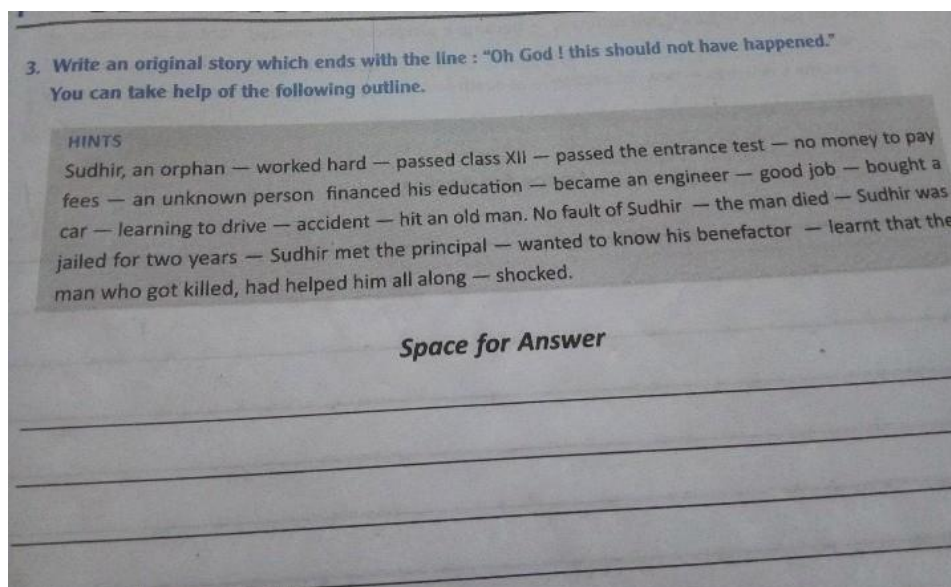 3. Write an original story which ends with the line : "Oh God ! this should not have happened."
You can take help of the following outline.
HINTS
Sudhir, an orphan — worked hard — passed class XII — passed the entrance test — no money to pay
fees — an unknown person financed his education — became an engineer — good job — bought a
car — learning to drive — accident — hit an old man. No fault of Sudhir — the man died — Sudhir was
jailed for two years — Sudhir met the principal — wanted to know his benefactor — learnt that the
man who got killed, had helped him all along — shocked.
Space for Answer